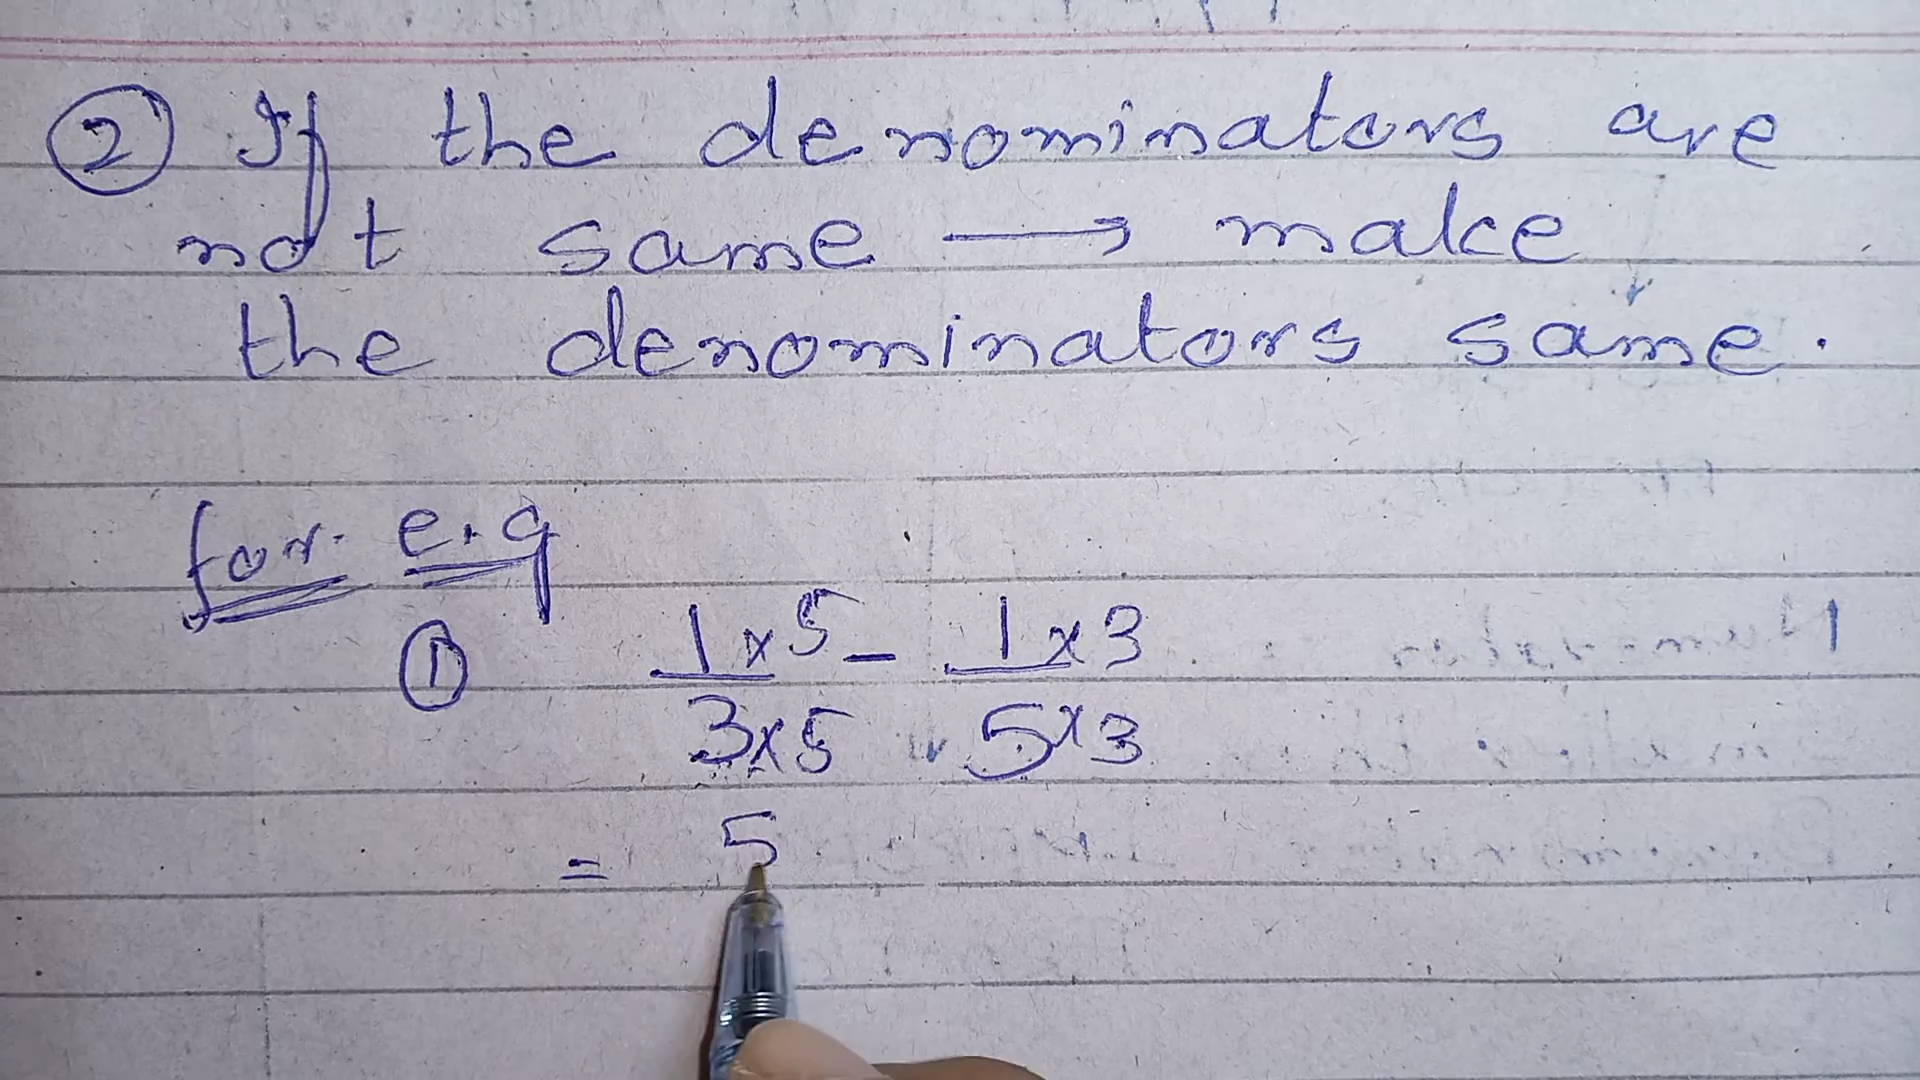 ② If the denominators are
not same → make
the denominators same.
for. e.g
① 1x5 - 1x3
3x5 5x3
= 5